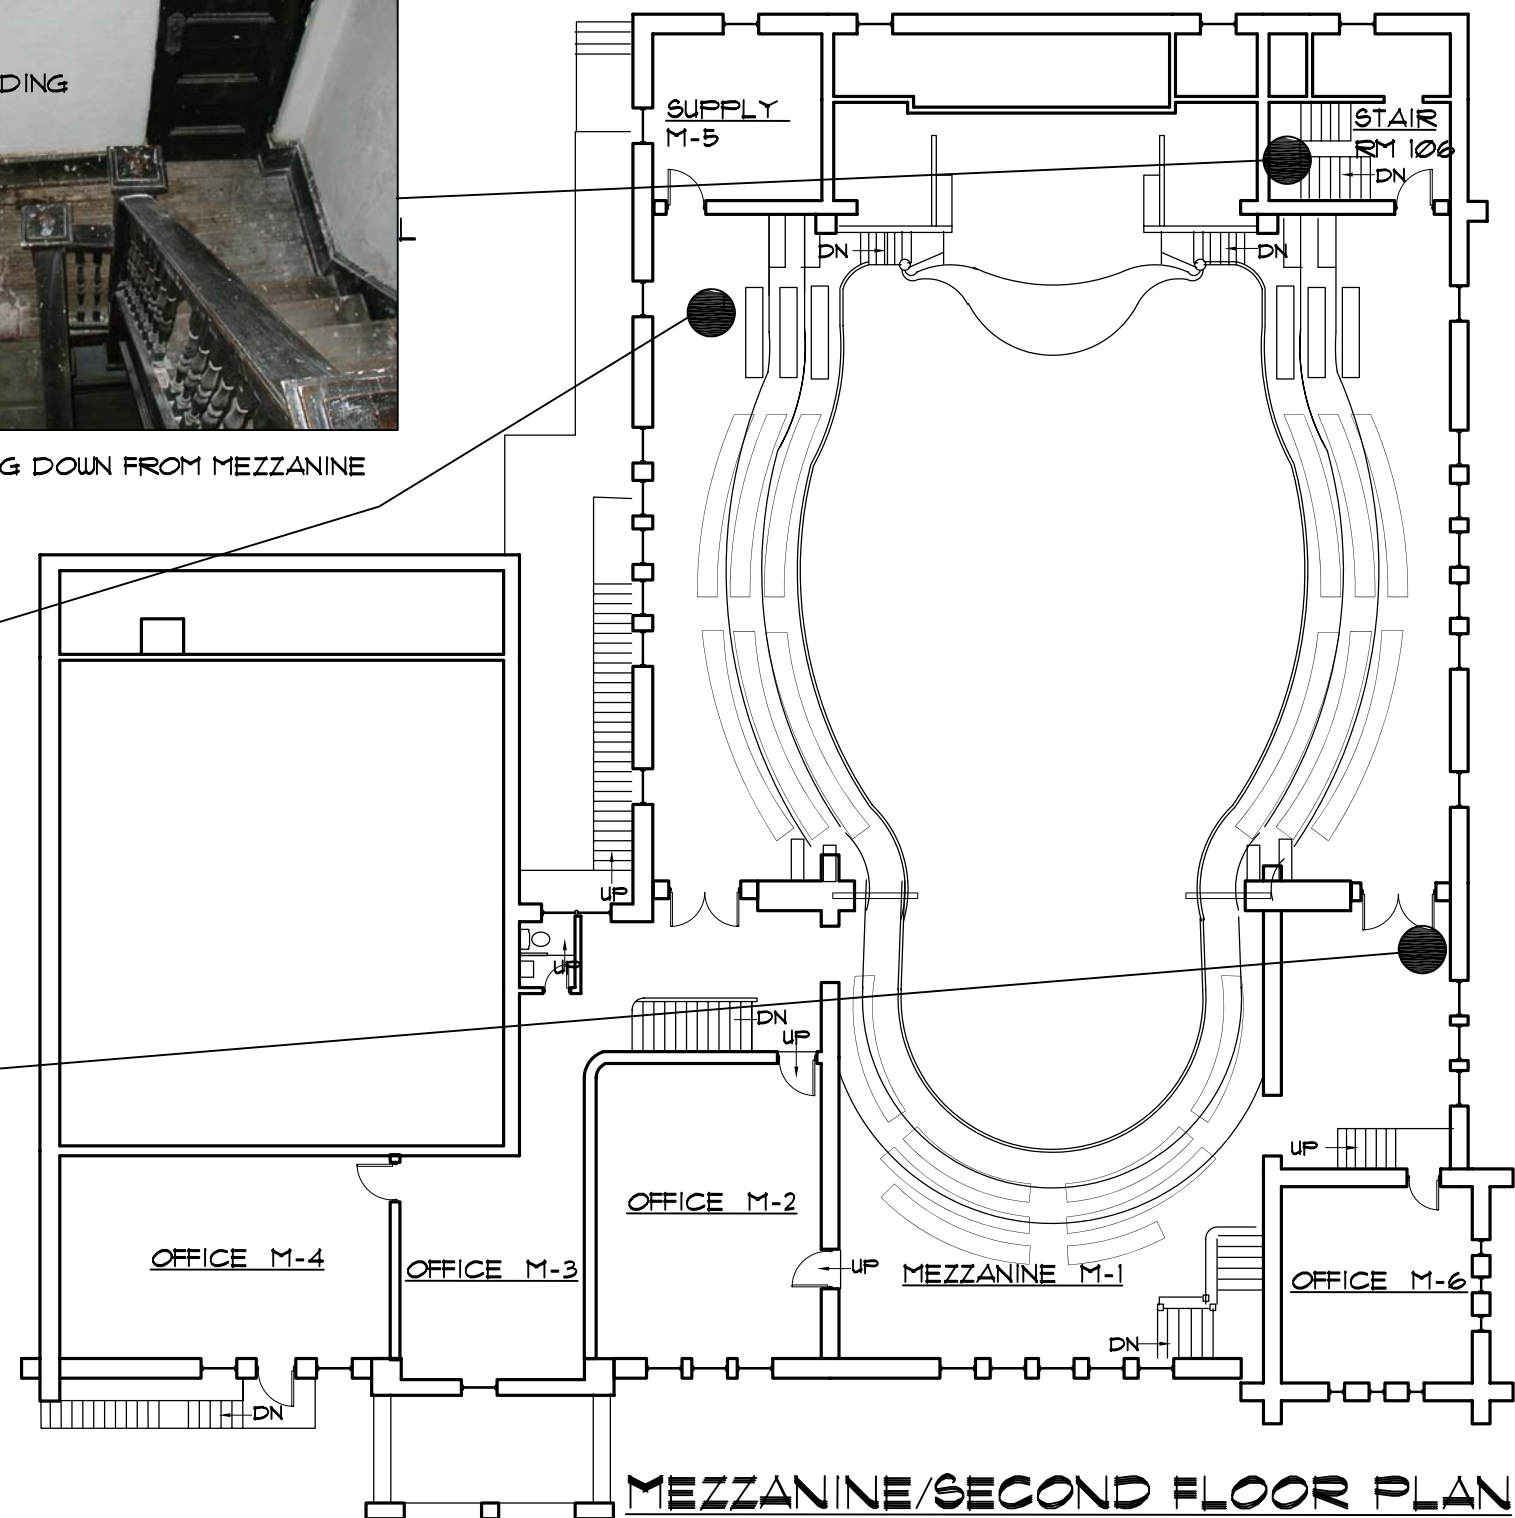 DING
L
G DOWN FROM MEZZANINE
SUPPLY
M-5
STAIR
RM 106
DN
DN
DN
UP
UP
DN
UP
OFFICE M-2
OFFICE M-4
OFFICE M-3
UP
MEZZANINE M-1
UP
OFFICE M-6
DN
DN
MEZZANINE/SECOND FLOOR PLAN